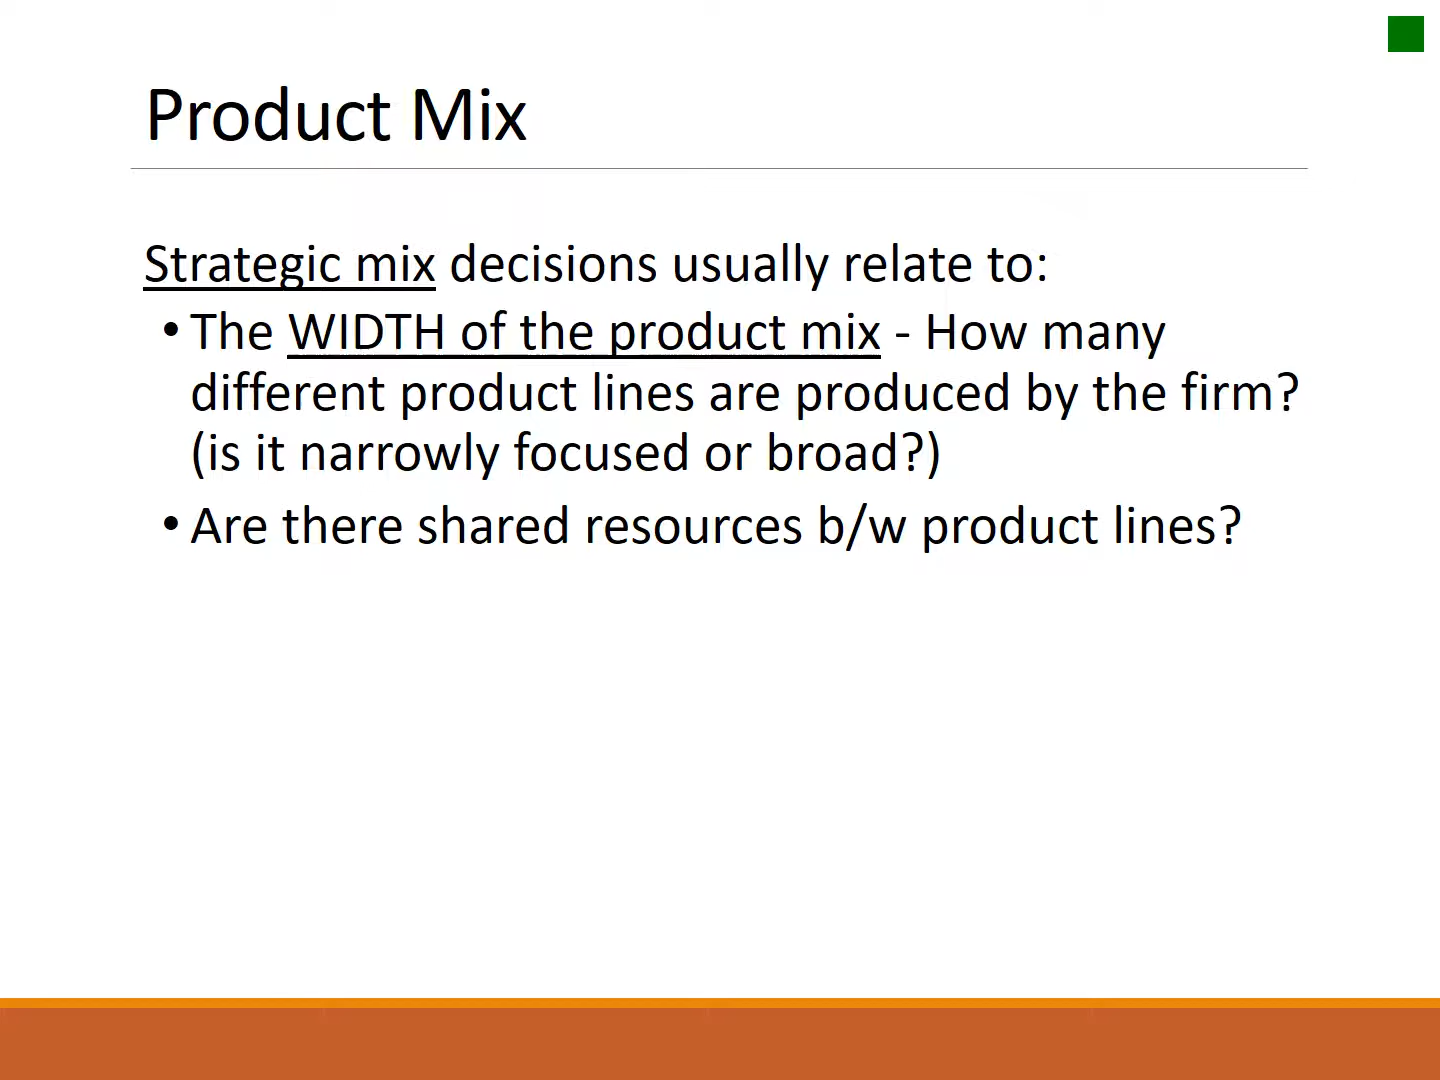 Product Mix
Strategic mix decisions usually relate to:
• The WIDTH of the product mix - How many
different product lines are produced by the firm?
(is it narrowly focused or broad?)
• Are there shared resources b/w product lines?